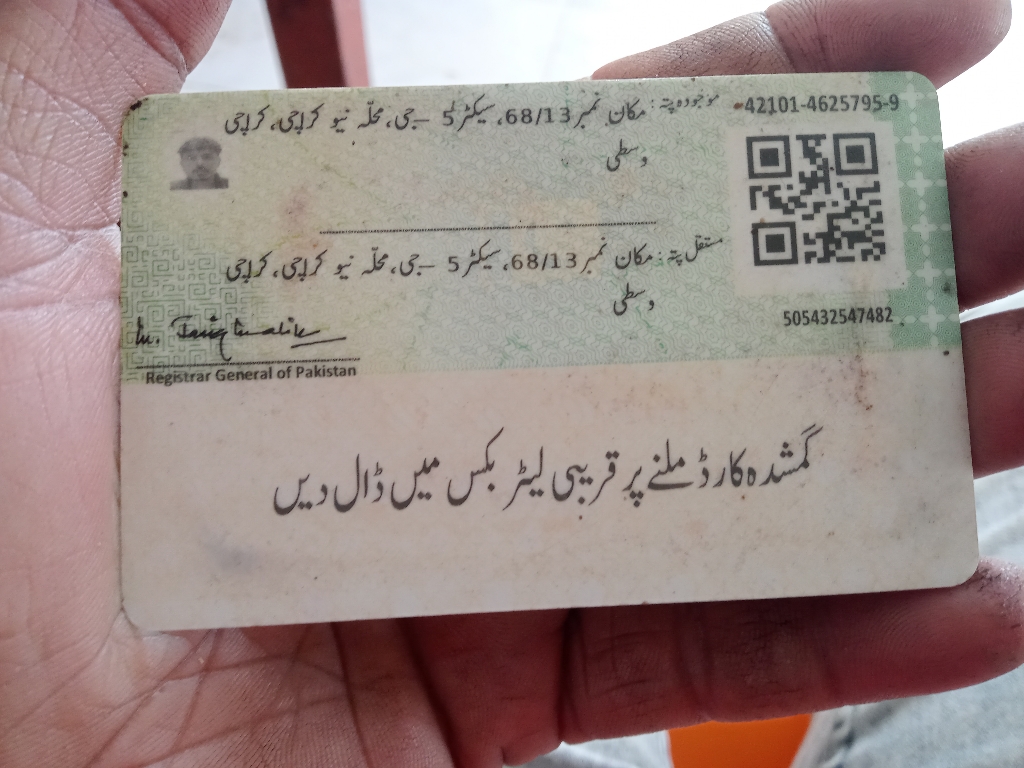 موجودہ پتہ: مکان نمبر 68/13، سیکٹر 5 –جی، محلّہ نیو کراچی، کراچی
وسطی
42101-4625795-9
مستقل پتہ: مکان نمبر 68/13، سیکٹر 5 –جی، محلّہ نیو کراچی، کراچی
وسطی
505432547482
Registrar General of Pakistan
گمشدہ کارڈ ملنے پر قریبی لیٹر بکس میں ڈال دیں